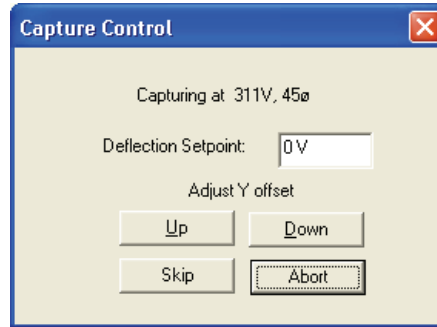 Capture Control
Capturing at 311V, 45ø
Deflection Setpoint: 0 V
Adjust Y offset
Up Down
Skip Abort